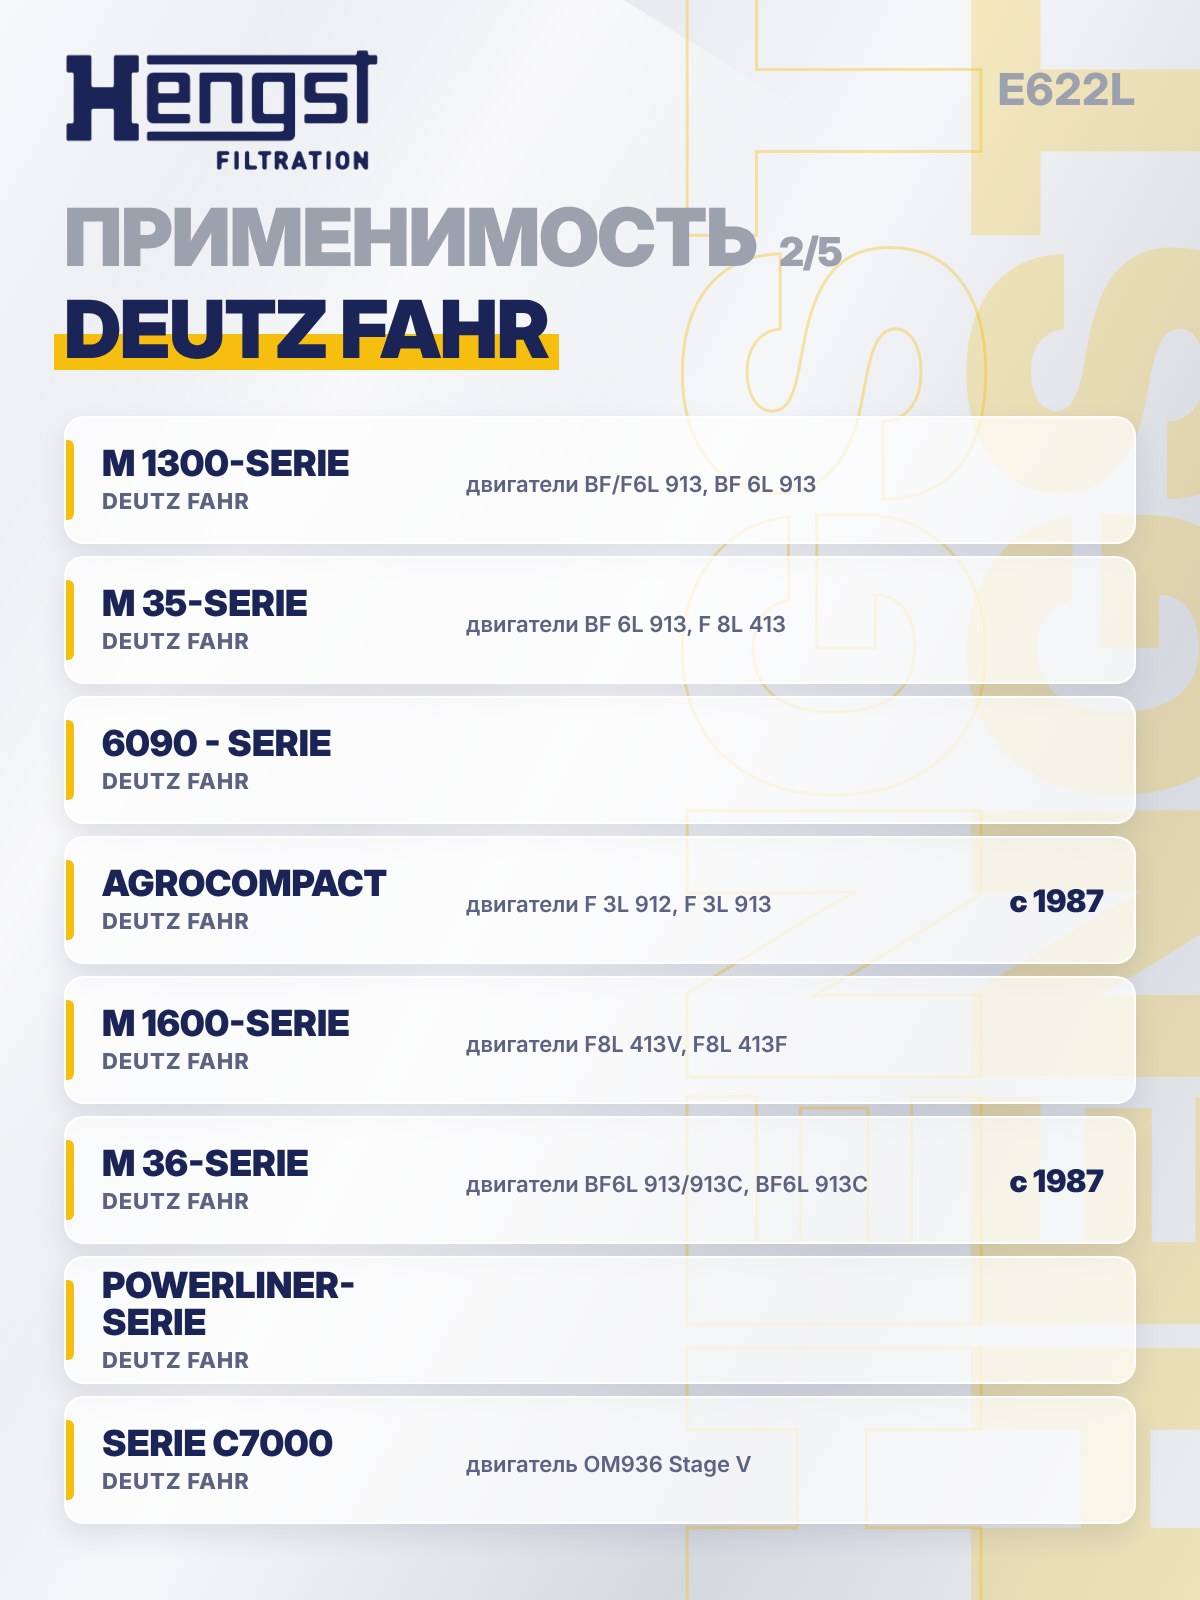 Hengst
FILTRATION
E622L
ПРИМЕНИМОСТЬ 2/5
DEUTZ FAHR
M 1300-SERIE
DEUTZ FAHR
двигатели BF/F6L 913, BF 6L 913
M 35-SERIE
DEUTZ FAHR
двигатели BF 6L 913, F 8L 413
6090 - SERIE
DEUTZ FAHR
AGROCOMPACT
DEUTZ FAHR
двигатели F 3L 912, F 3L 913
с 1987
M 1600-SERIE
DEUTZ FAHR
двигатели F8L 413V, F8L 413F
M 36-SERIE
DEUTZ FAHR
двигатели BF6L 913/913C, BF6L 913C
с 1987
POWERLINER-
SERIE
DEUTZ FAHR
SERIE C7000
DEUTZ FAHR
двигатель OM936 Stage V
HENGST
HENGST